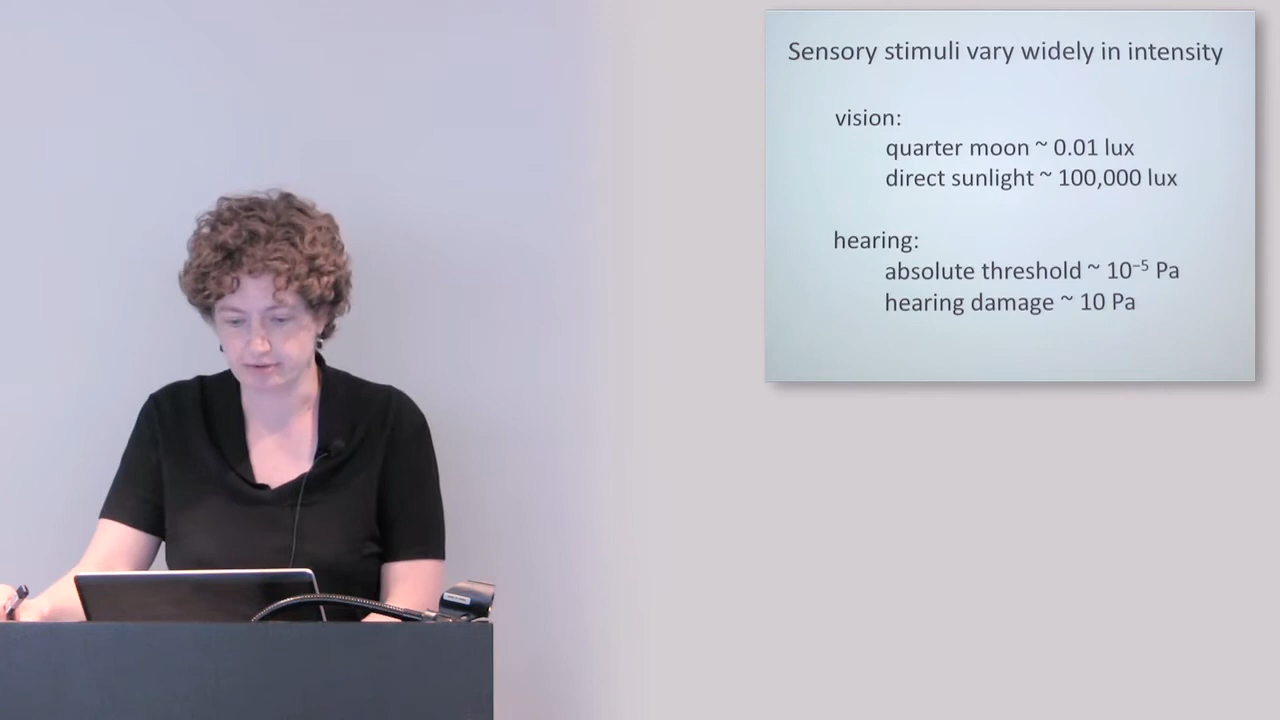 Sensory stimuli vary widely in intensity
vision:
quarter moon ~ 0.01 lux
direct sunlight ~ 100,000 lux
hearing:
absolute threshold ~ 10⁻⁵ Pa
hearing damage ~ 10 Pa